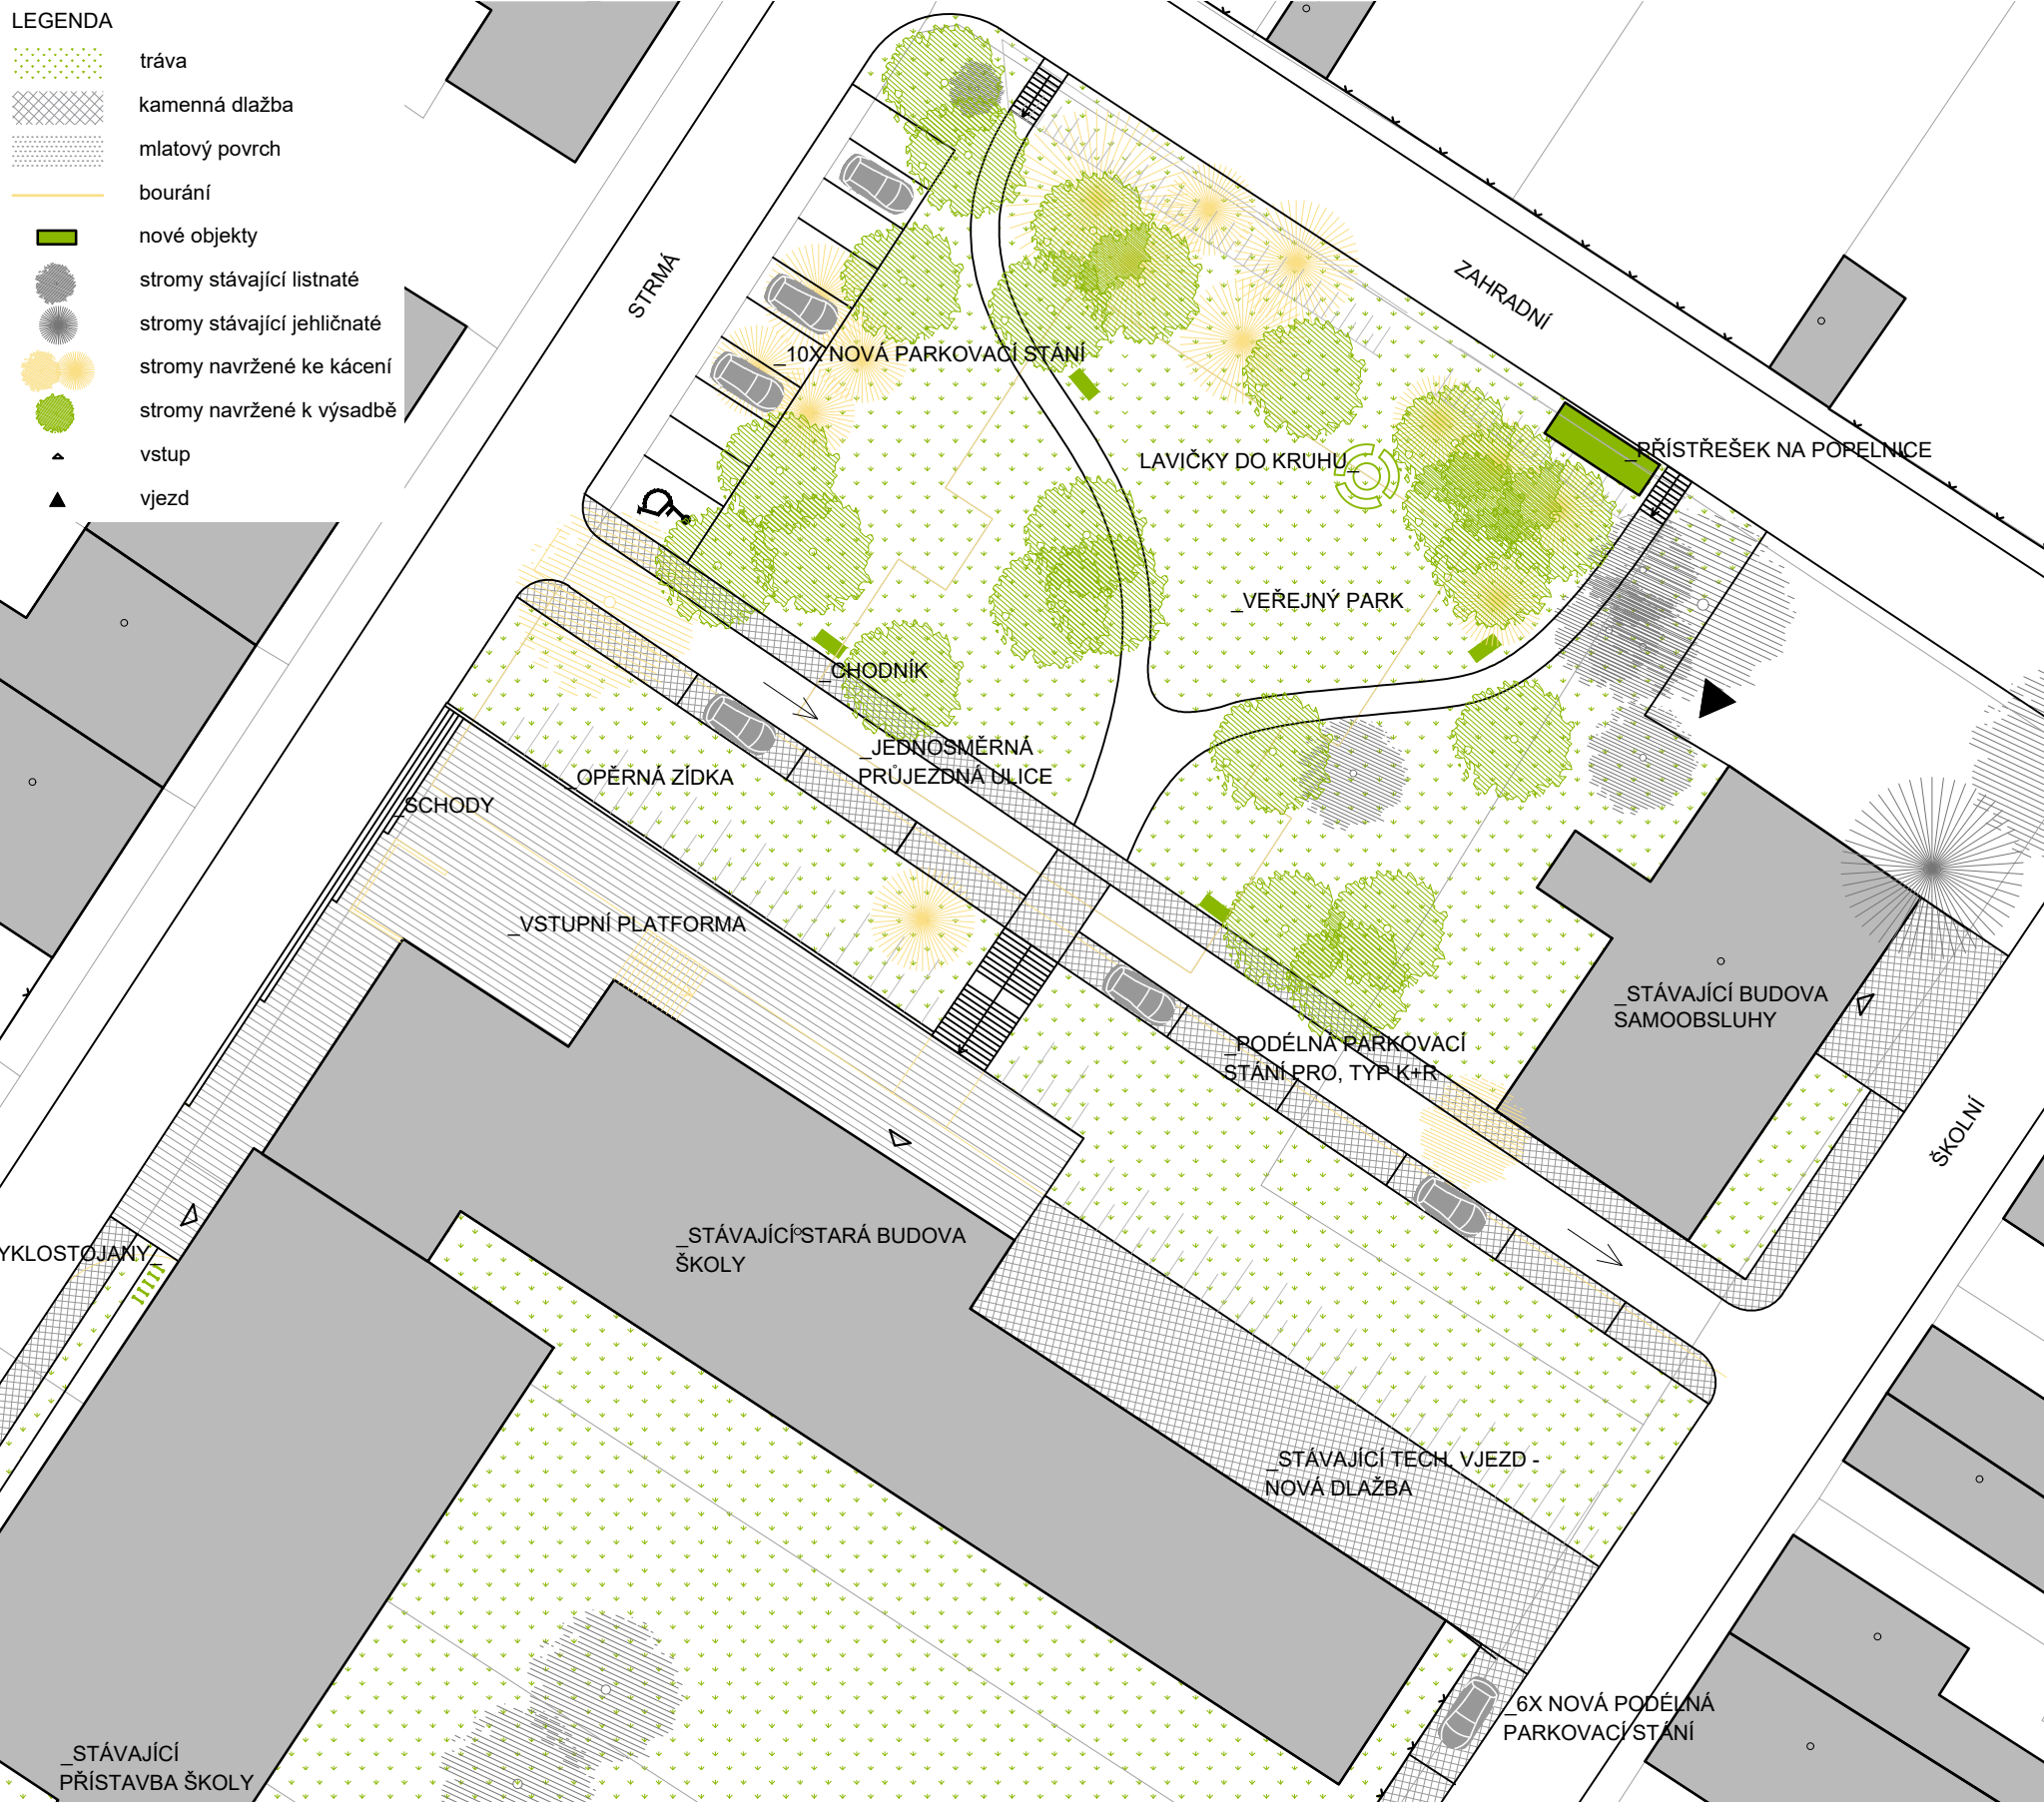 LEGENDA
tráva
kamenná dlažba
mlatový povrch
bourání
nové objekty
stromy stávající listnaté
stromy stávající jehličnaté
stromy navržené ke kácení
stromy navržené k výsadbě
vstup
vjezd
STRMÁ
ZAHRADNÍ
_10X NOVÁ PARKOVACÍ STÁNÍ
LAVIČKY DO KRUHU_
_PŘÍSTŘEŠEK NA POPELNICE
_VEŘEJNÝ PARK
_CHODNÍK
_JEDNOSMĚRNÁ
PRŮJEZDNÁ ULICE
_OPĚRNÁ ZÍDKA
_SCHODY
_VSTUPNÍ PLATFORMA
_STÁVAJÍCÍ BUDOVA
SAMOOBSLUHY
_PODÉLNÁ PARKOVACÍ
STÁNÍ PRO, TYP K+R
ŠKOLNÍ
_STÁVAJÍCÍ STARÁ BUDOVA
ŠKOLY
YKLOSTOJANY_
_STÁVAJÍCÍ TECH. VJEZD -
NOVÁ DLAŽBA
_6X NOVÁ PODÉLNÁ
PARKOVACÍ STÁNÍ
_STÁVAJÍCÍ
PŘÍSTAVBA ŠKOLY